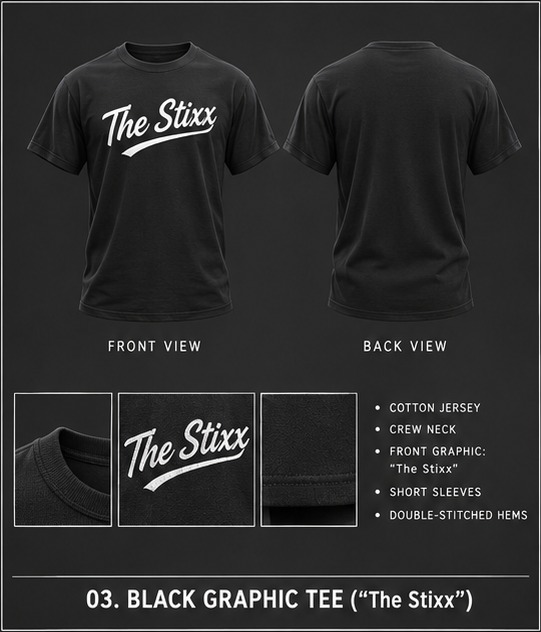 The Stixx
FRONT VIEW
BACK VIEW
The Stixx
• COTTON JERSEY
• CREW NECK
• FRONT GRAPHIC:
"The Stixx"
• SHORT SLEEVES
• DOUBLE-STITCHED HEMS
03. BLACK GRAPHIC TEE (“The Stixx”)